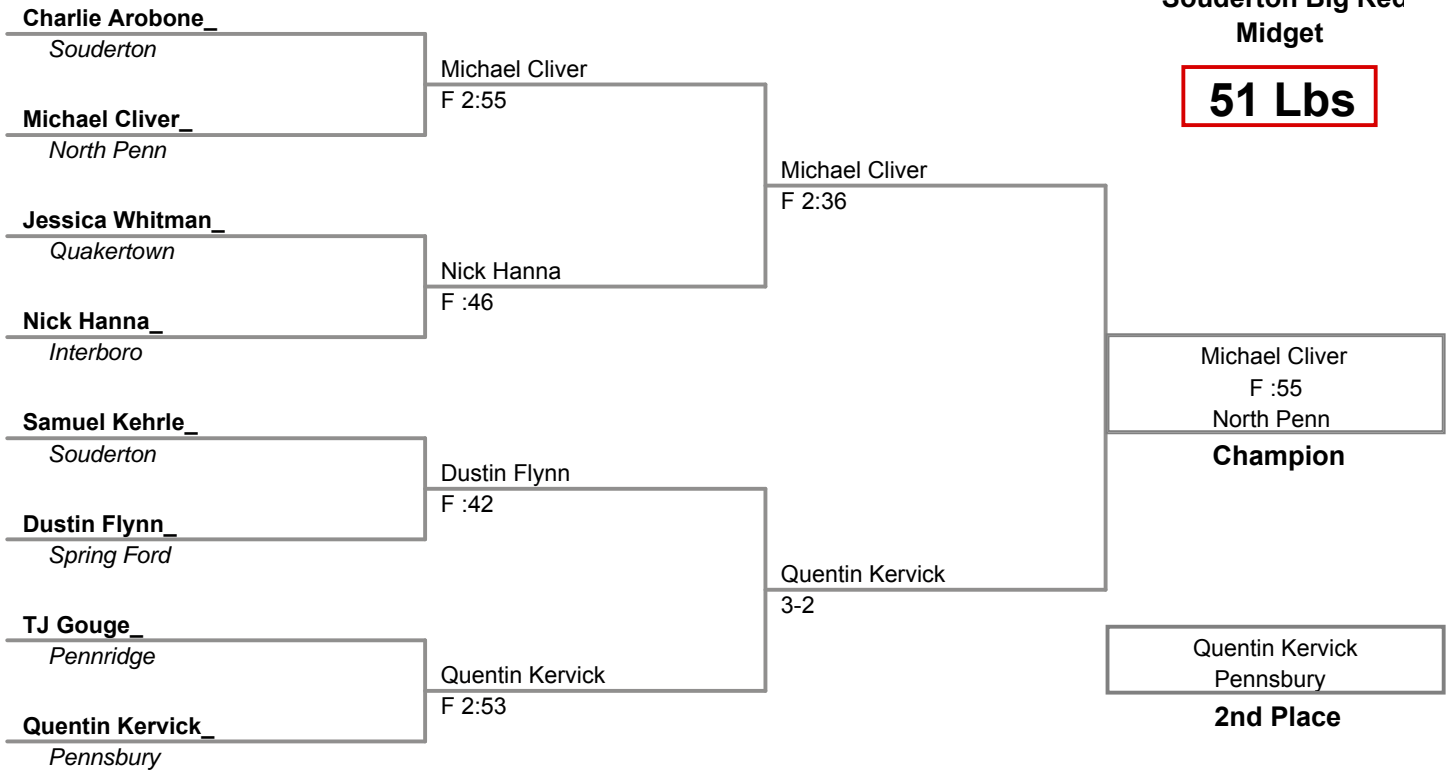 Souderton Big Red
Midget
51 Lbs
Charlie Arobone_
Souderton
Michael Cliver_
North Penn
Jessica Whitman_
Quakertown
Nick Hanna_
Interboro
Samuel Kehrle_
Souderton
Dustin Flynn_
Spring Ford
TJ Gouge_
Pennridge
Quentin Kervick_
Pennsbury
Michael Cliver
F 2:55
Nick Hanna
F :46
Dustin Flynn
F :42
Quentin Kervick
F 2:53
Michael Cliver
F 2:36
Quentin Kervick
3-2
Michael Cliver
F :55
North Penn
Champion
Quentin Kervick
Pennsbury
2nd Place